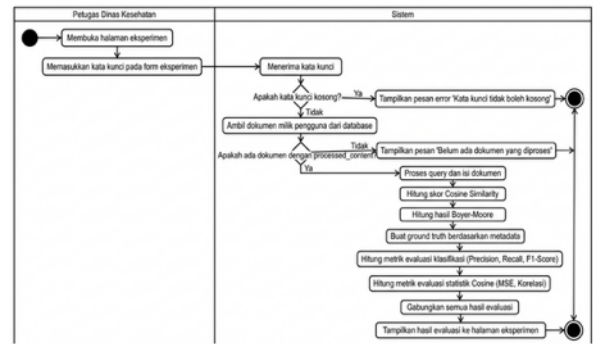 Petugas Dinas Kesehatan
Sistem
Membuka halaman eksperimen
Memasukkan kata kunci pada form eksperimen
Menerima kata kunci
Apakah kata kunci kosong?
Ya
Tampilkan pesan error 'Kata kunci tidak boleh kosong'
Tidak
Ambil dokumen milik pengguna dari database
Apakah ada dokumen dengan processed_content?
Tidak
Tampilkan pesan "Belum ada dokumen yang diproses"
Ya
Proses query dan isi dokumen
Hitung skor Cosine Similarity
Hitung hasil Boyer-Moore
Buat ground truth berdasarkan metadata
Hitung metrik evaluasi klasifikasi (Precision, Recall, F1-Score)
Hitung metrik evaluasi statistik Cosine (MSE, Korelasi)
Gabungkan semua hasil evaluasi
Tampilkan hasil evaluasi ke halaman eksperimen